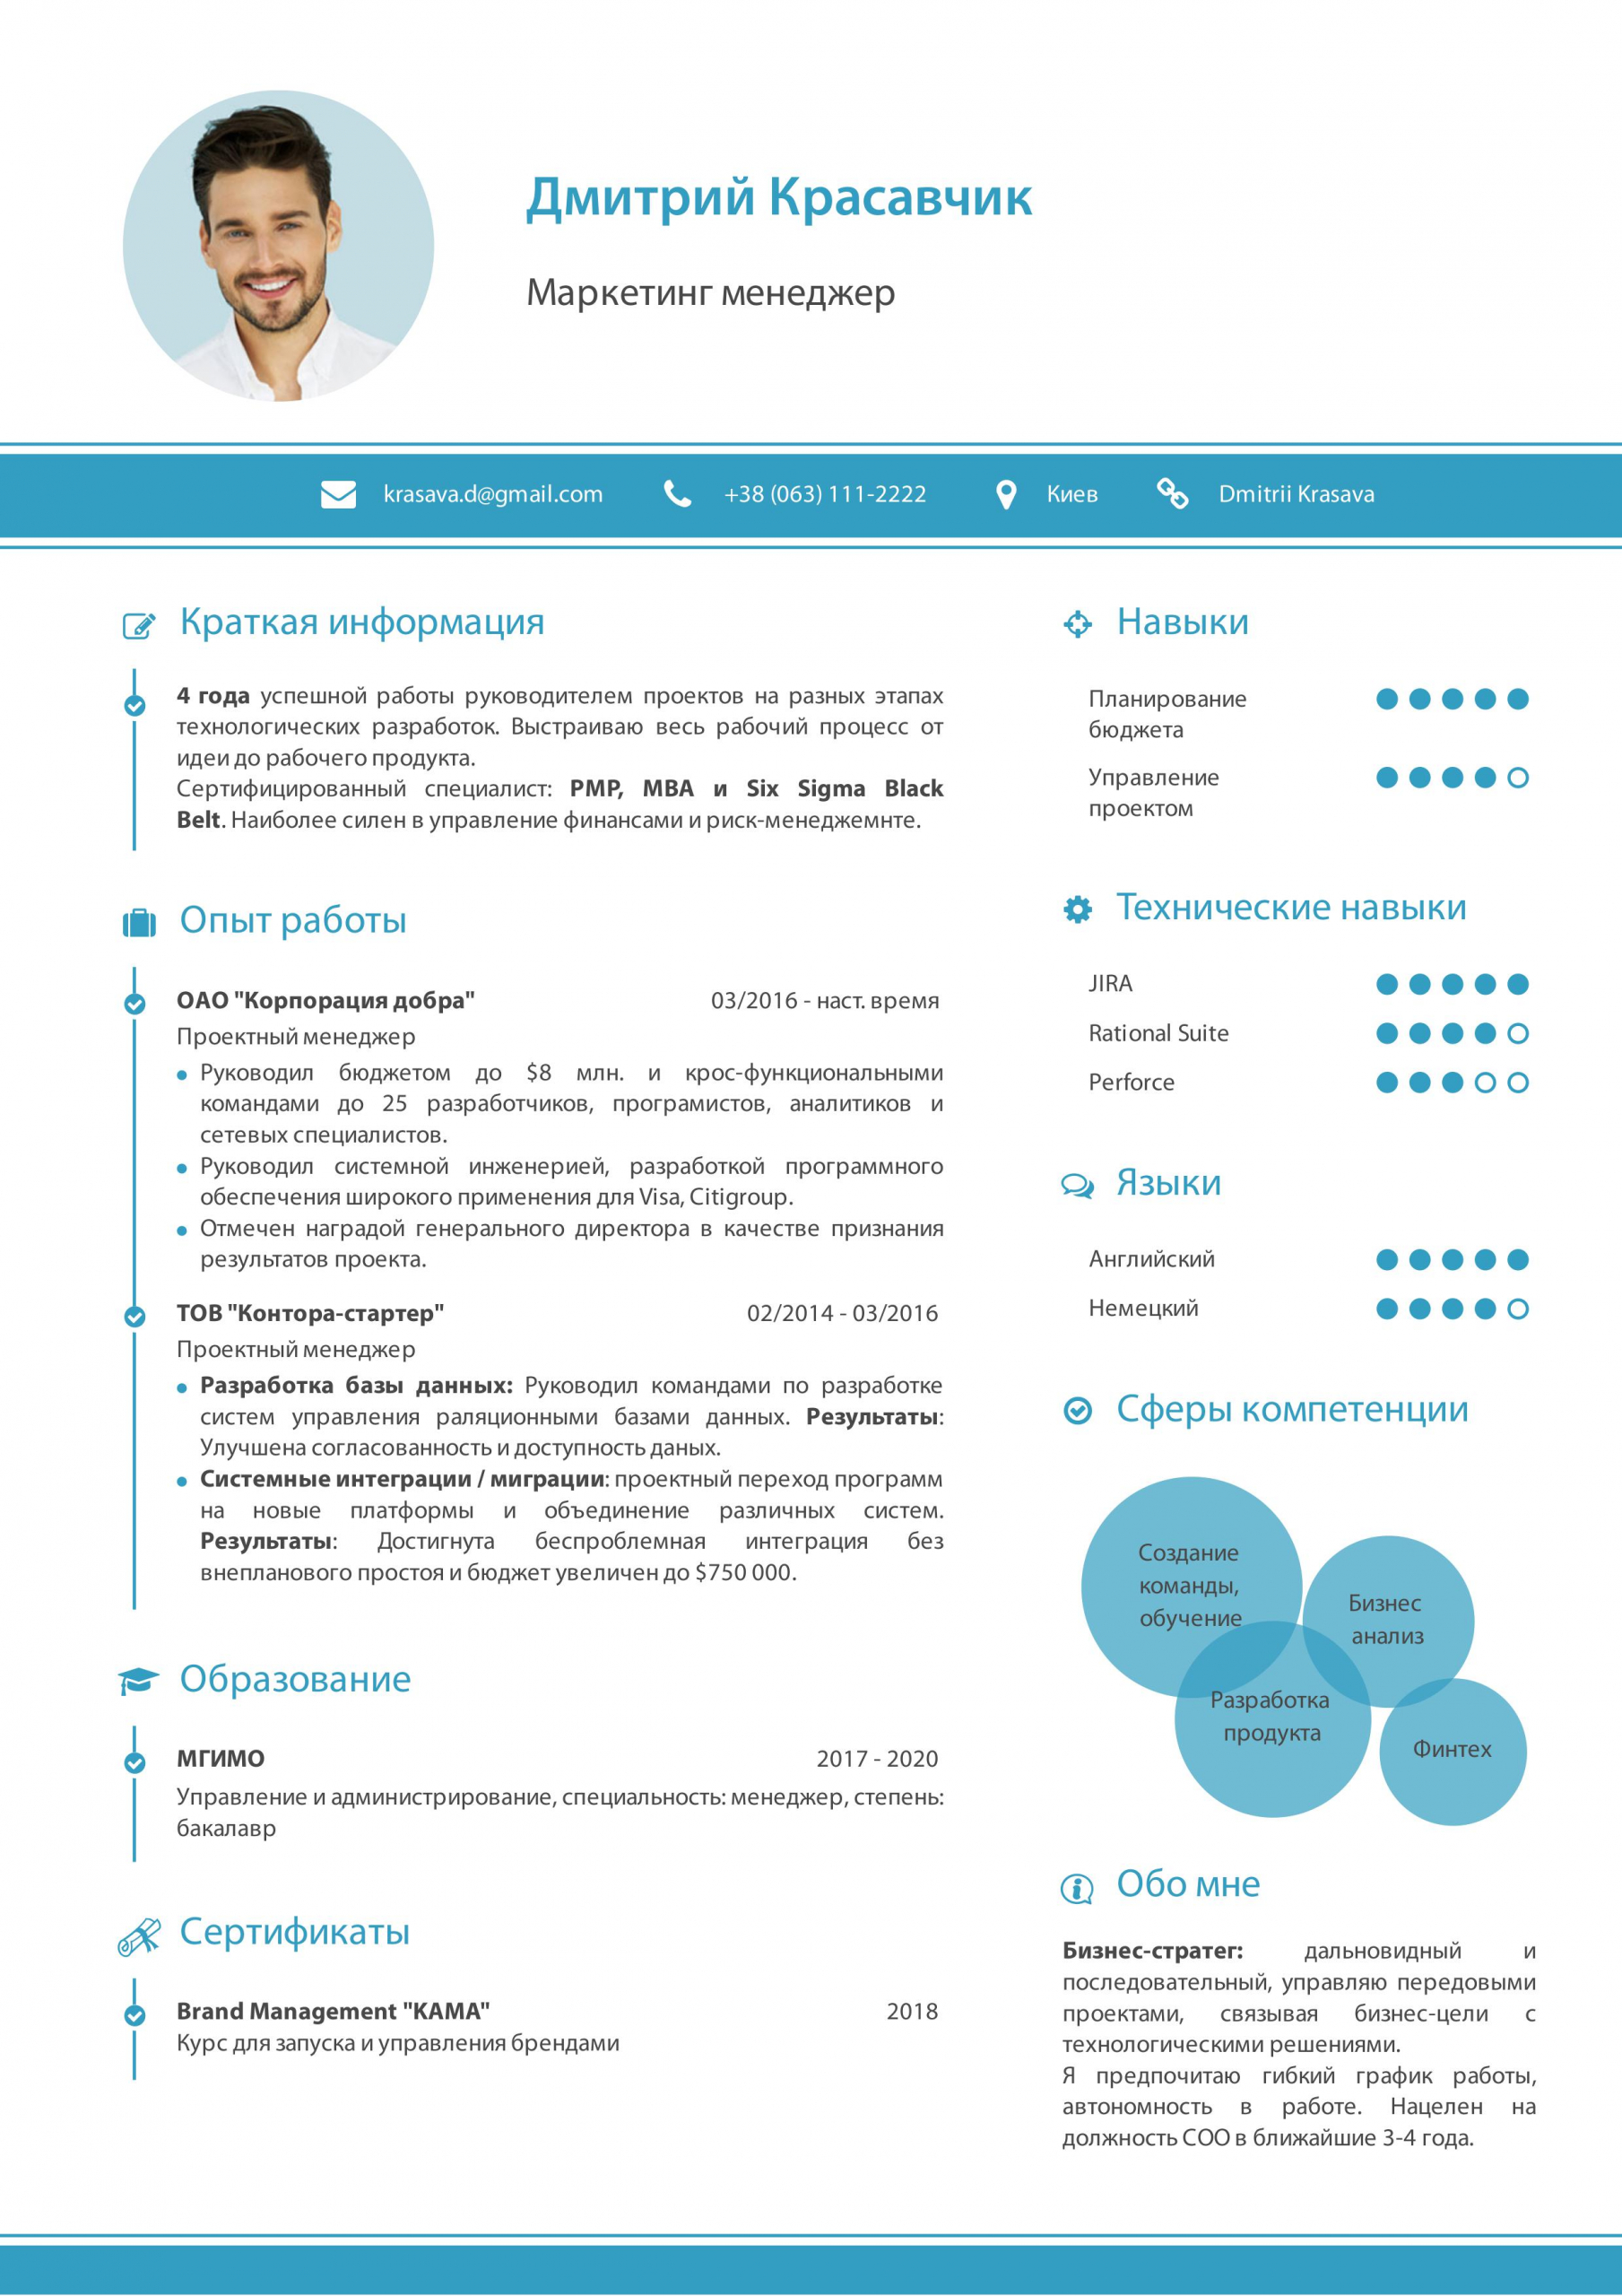 Дмитрий Красавчик
Маркетинг менеджер
krasava.d@gmail.com +38 (063) 111-2222 Киев Dmitrii Krasava
Краткая информация
4 года успешной работы руководителем проектов на разных этапах
технологических разработок. Выстраиваю весь рабочий процесс от
идеи до рабочего продукта.
Сертифицированный специалист: PMP, MBA и Six Sigma Black
Belt. Наиболее силен в управление финансами и риск-менеджемнте.
Опыт работы
ОАО "Корпорация добра" 03/2016 - наст. время
Проектный менеджер
Руководил бюджетом до $8 млн. и крос-функциональными
командами до 25 разработчиков, програмистов, аналитиков и
сетевых специалистов.
Руководил системной инженерией, разработкой программного
обеспечения широкого применения для Visa, Citigroup.
Отмечен наградой генерального директора в качестве признания
результатов проекта.
ТОВ "Контора-стартер" 02/2014 - 03/2016
Проектный менеджер
Разработка базы данных: Руководил командами по разработке
систем управления раляционными базами данных. Результаты:
Улучшена согласованность и доступность даных.
Системные интеграции / миграции: проектный переход программ
на новые платформы и объединение различных систем.
Результаты: Достигнута беспроблемная интеграция без
внепланового простоя и бюджет увеличен до $750 000.
Образование
МГИМО 2017 - 2020
Управление и администрирование, специальность: менеджер, степень:
бакалавр
Сертификаты
Brand Management "KAMA" 2018
Курс для запуска и управления брендами
Навыки
Планирование
бюджета
Управление
проектом
Технические навыки
JIRA
Rational Suite
Perforce
Языки
Английский
Немецкий
Сферы компетенции
Создание
команды,
обучение
Бизнес
анализ
Разработка
продукта
Финтех
Обо мне
Бизнес-стратег: дальновидный и
последовательный, управляю передовыми
проектами, связывая бизнес-цели с
технологическими решениями.
Я предпочитаю гибкий график работы,
автономность в работе. Нацелен на
должность COO в ближайшие 3-4 года.